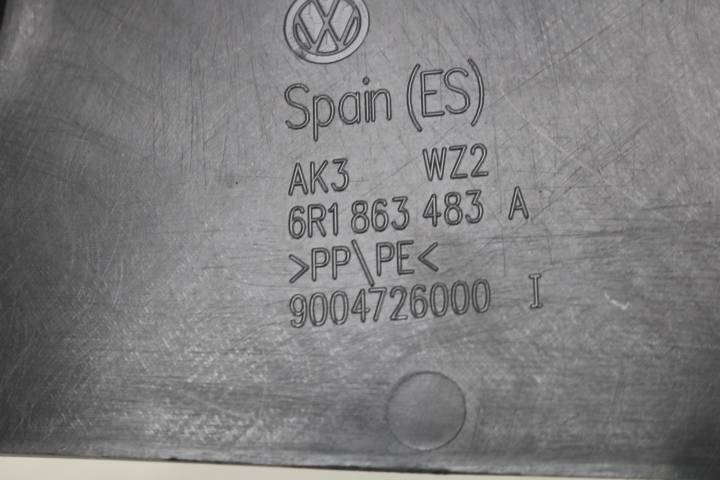 Spain (ES)
AK3 WZ2
6R1 863 483 A
>PP\PE<
9004726000 I